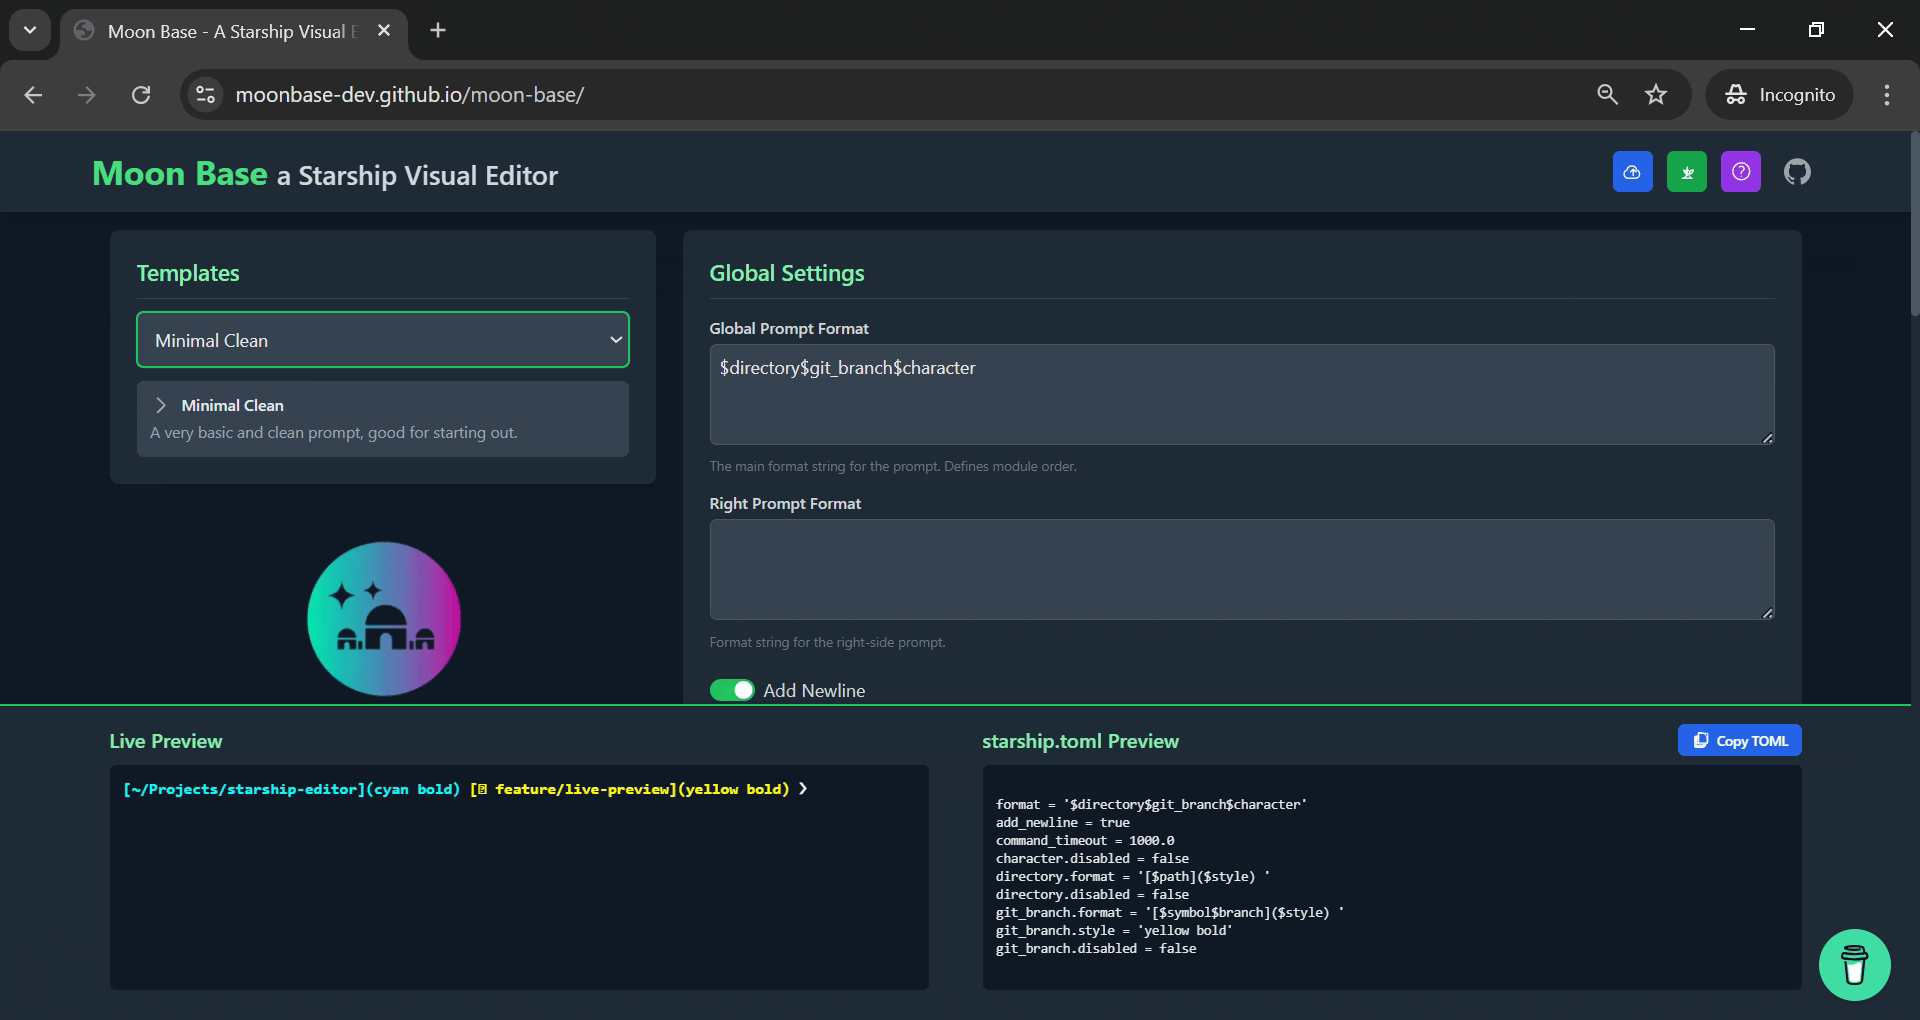 Moon Base - A Starship Visual
moonbase-dev.github.io/moon-base/
Incognito
Moon Base a Starship Visual Editor
Templates
Minimal Clean
Minimal Clean
A very basic and clean prompt, good for starting out.
Global Settings
Global Prompt Format
$directory$git_branch$character
The main format string for the prompt. Defines module order.
Right Prompt Format
Format string for the right-side prompt.
Add Newline
Live Preview
[~/Projects/starship-editor](cyan bold) [ feature/live-preview](yellow bold) ❯
starship.toml Preview
Copy TOML
format = '$directory$git_branch$character'
add_newline = true
command_timeout = 1000.0
character.disabled = false
directory.format = '[$path]($style) '
directory.disabled = false
git_branch.format = '[$symbol$branch]($style) '
git_branch.style = 'yellow bold'
git_branch.disabled = false